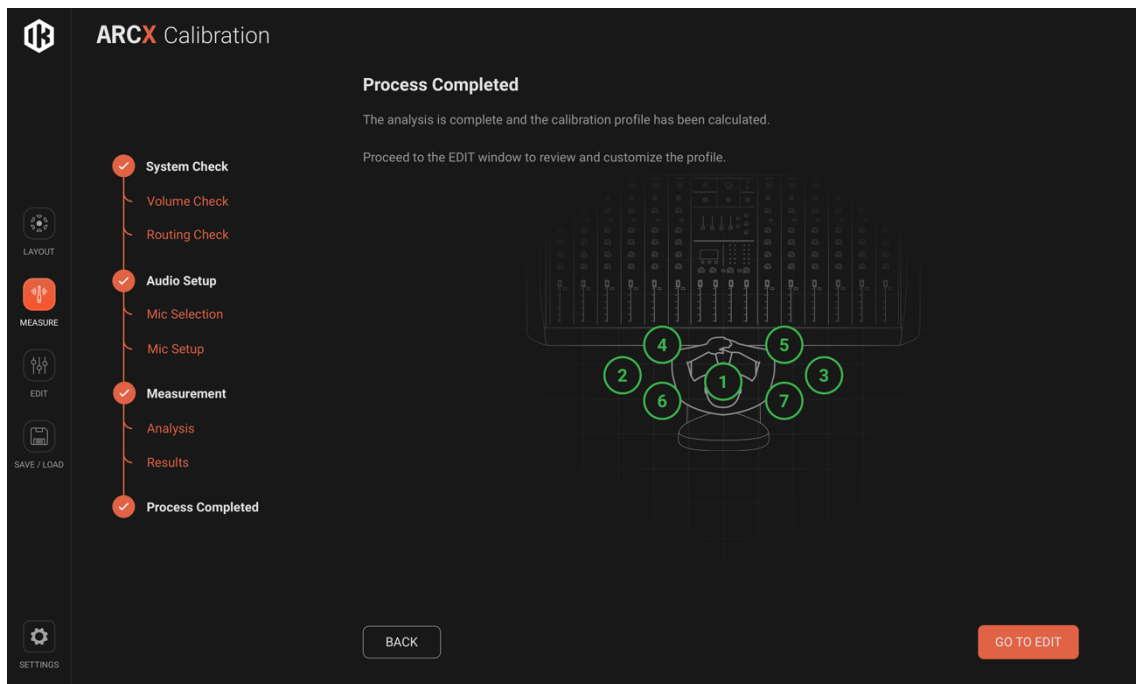 IK
ARCX Calibration
Process Completed
The analysis is complete and the calibration profile has been calculated.
Proceed to the EDIT window to review and customize the profile.
System Check
Volume Check
Routing Check
Audio Setup
Mic Selection
Mic Setup
Measurement
Analysis
Results
Process Completed
LAYOUT
MEASURE
EDIT
SAVE / LOAD
SETTINGS
4
5
2
1
3
6
7
BACK
GO TO EDIT